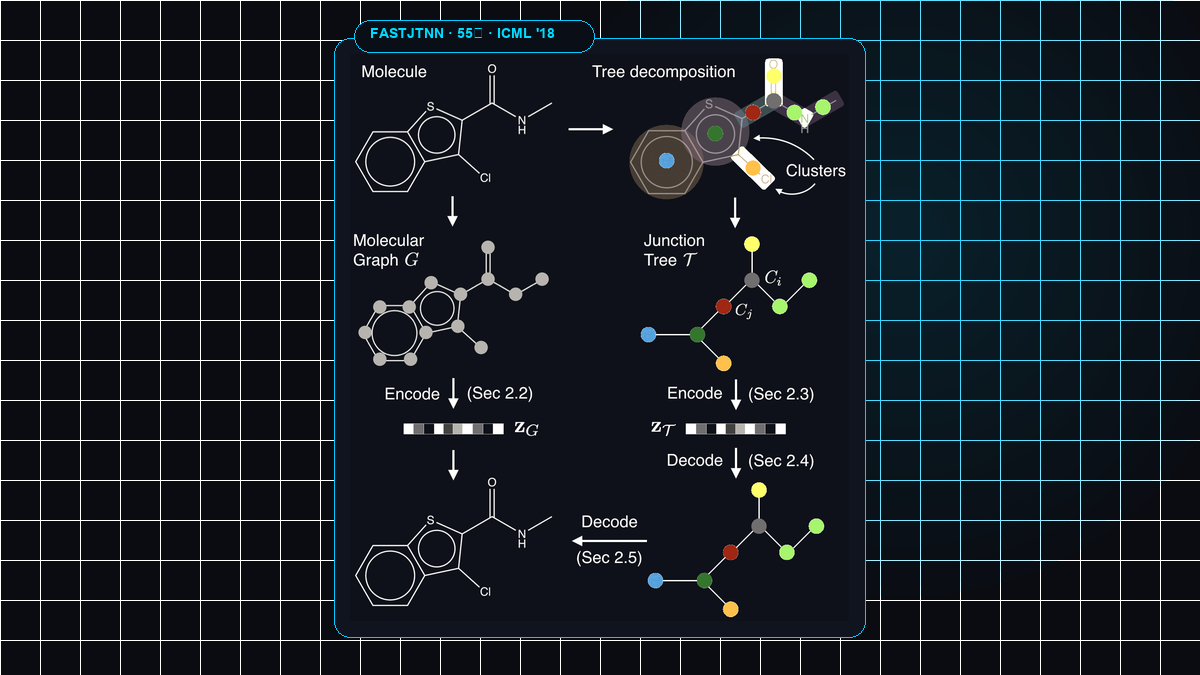 FASTJTNN · 55□ · ICML '18
Molecule
O
S
N
H
Cl
Tree decomposition
O
S
N
H
C
Clusters
Molecular
Graph G
Junction
Tree 𝒯
C_i
C_j
Encode
(Sec 2.2)
Encode
(Sec 2.3)
z_G
z_𝒯
Decode
(Sec 2.4)
O
S
N
H
Cl
Decode
(Sec 2.5)